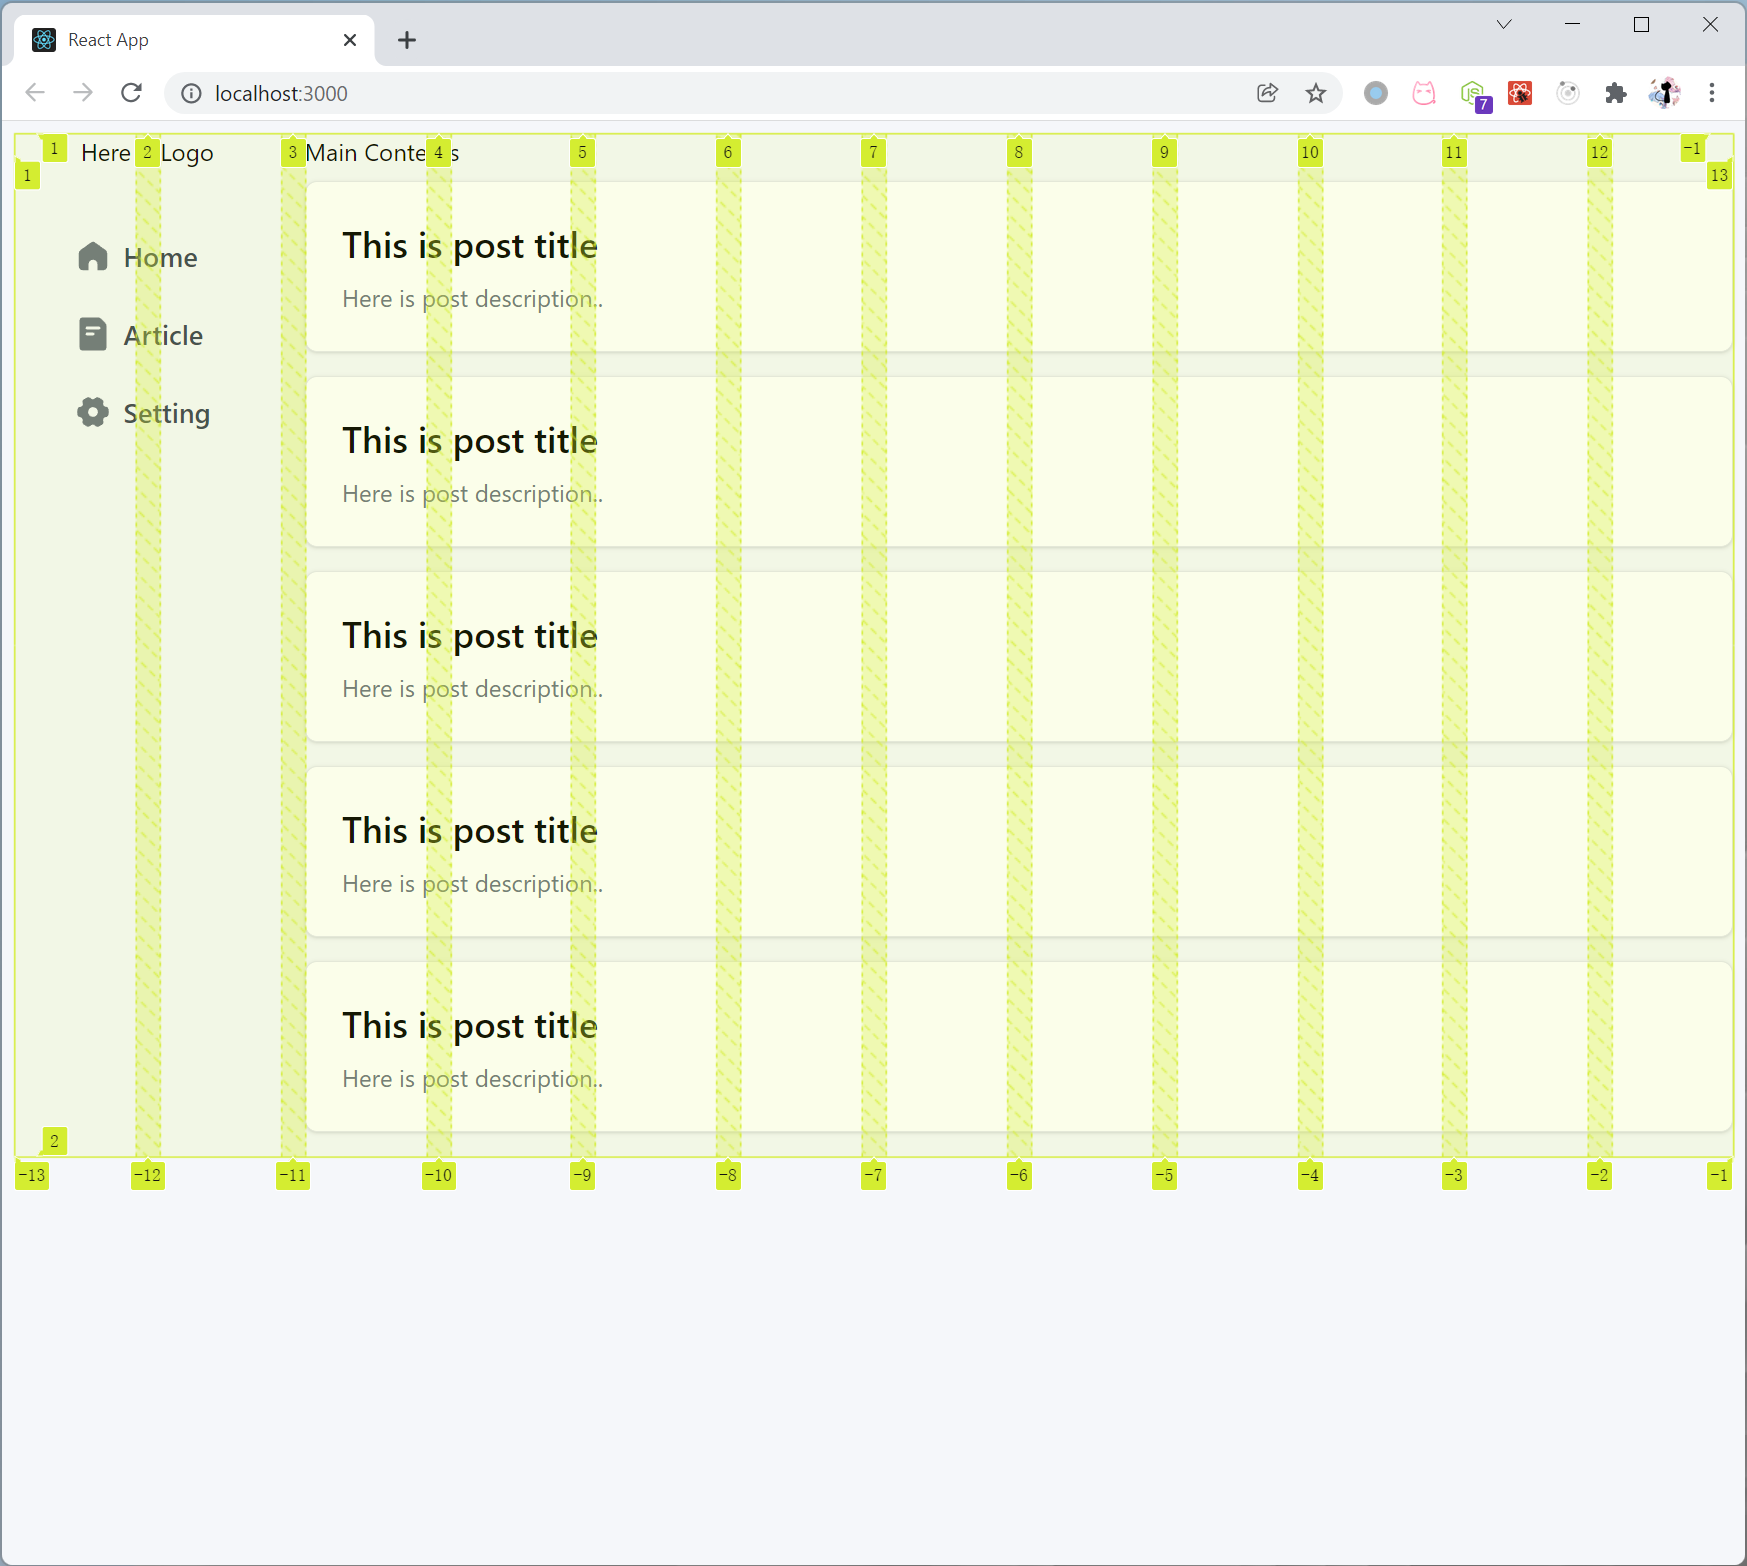 React App
localhost:3000
7
1 Here 2 Logo 3 Main Conte 4 s 5 6 7 8 9 10 11 12 -1
1 13
Home
Article
Setting
This is post title
Here is post description..
This is post title
Here is post description..
This is post title
Here is post description..
This is post title
Here is post description..
This is post title
Here is post description..
2
-13 -12 -11 -10 -9 -8 -7 -6 -5 -4 -3 -2 -1